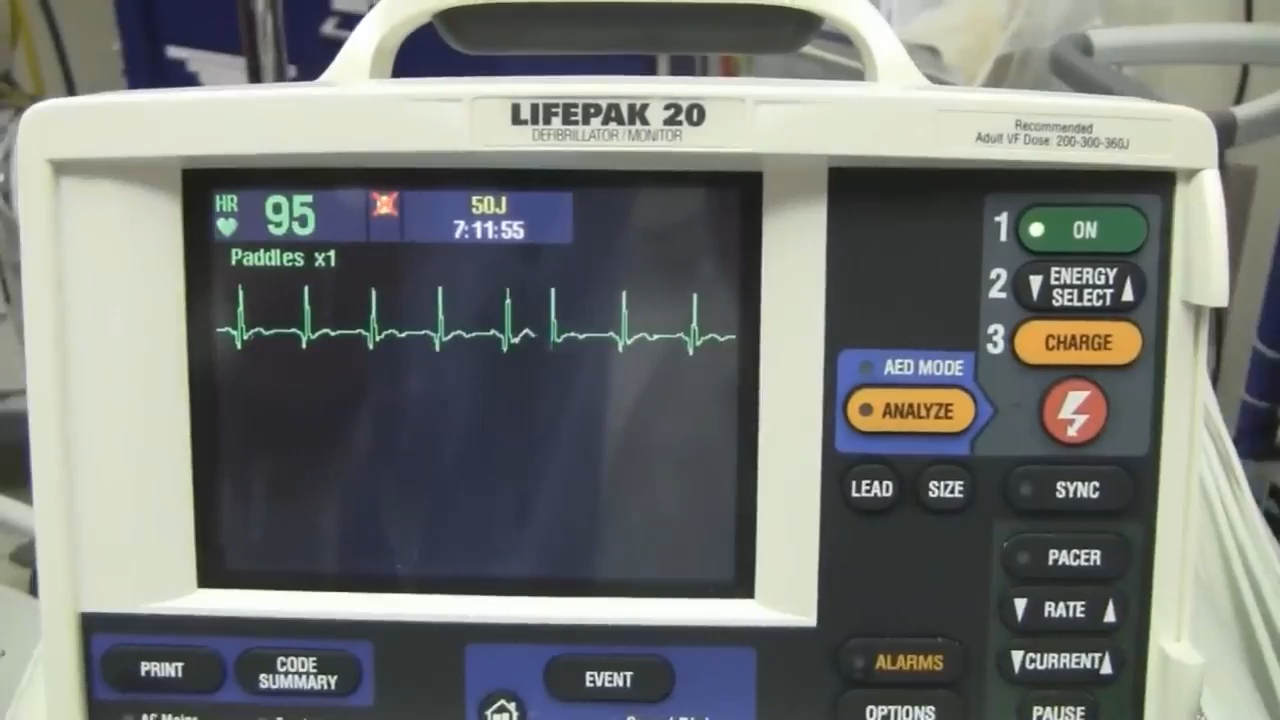 LIFEPAK 20
DEFIBRILLATOR/MONITOR
Recommended
Adult VF Dose: 200-300-360J
HR 95
50J
7:11:55
Paddles x1
1 ON
2 ENERGY
SELECT
3 CHARGE
AED MODE
ANALYZE
LEAD SIZE SYNC
PACER
RATE
CURRENT
PRINT
CODE
SUMMARY
EVENT
ALARMS
OPTIONS
PAUSE
AC Mains